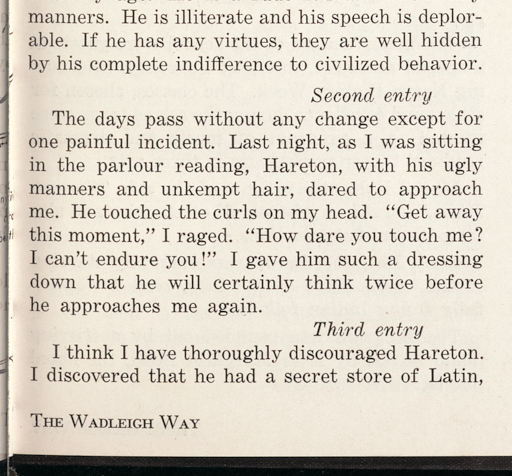 manners. He is illiterate and his speech is deplor-
able. If he has any virtues, they are well hidden
by his complete indifference to civilized behavior.
Second entry
The days pass without any change except for
one painful incident. Last night, as I was sitting
in the parlour reading, Hareton, with his ugly
manners and unkempt hair, dared to approach
me. He touched the curls on my head. “Get away
this moment,” I raged. “How dare you touch me?
I can't endure you!” I gave him such a dressing
down that he will certainly think twice before
he approaches me again.
Third entry
I think I have thoroughly discouraged Hareton.
I discovered that he had a secret store of Latin,
THE WADLEIGH WAY